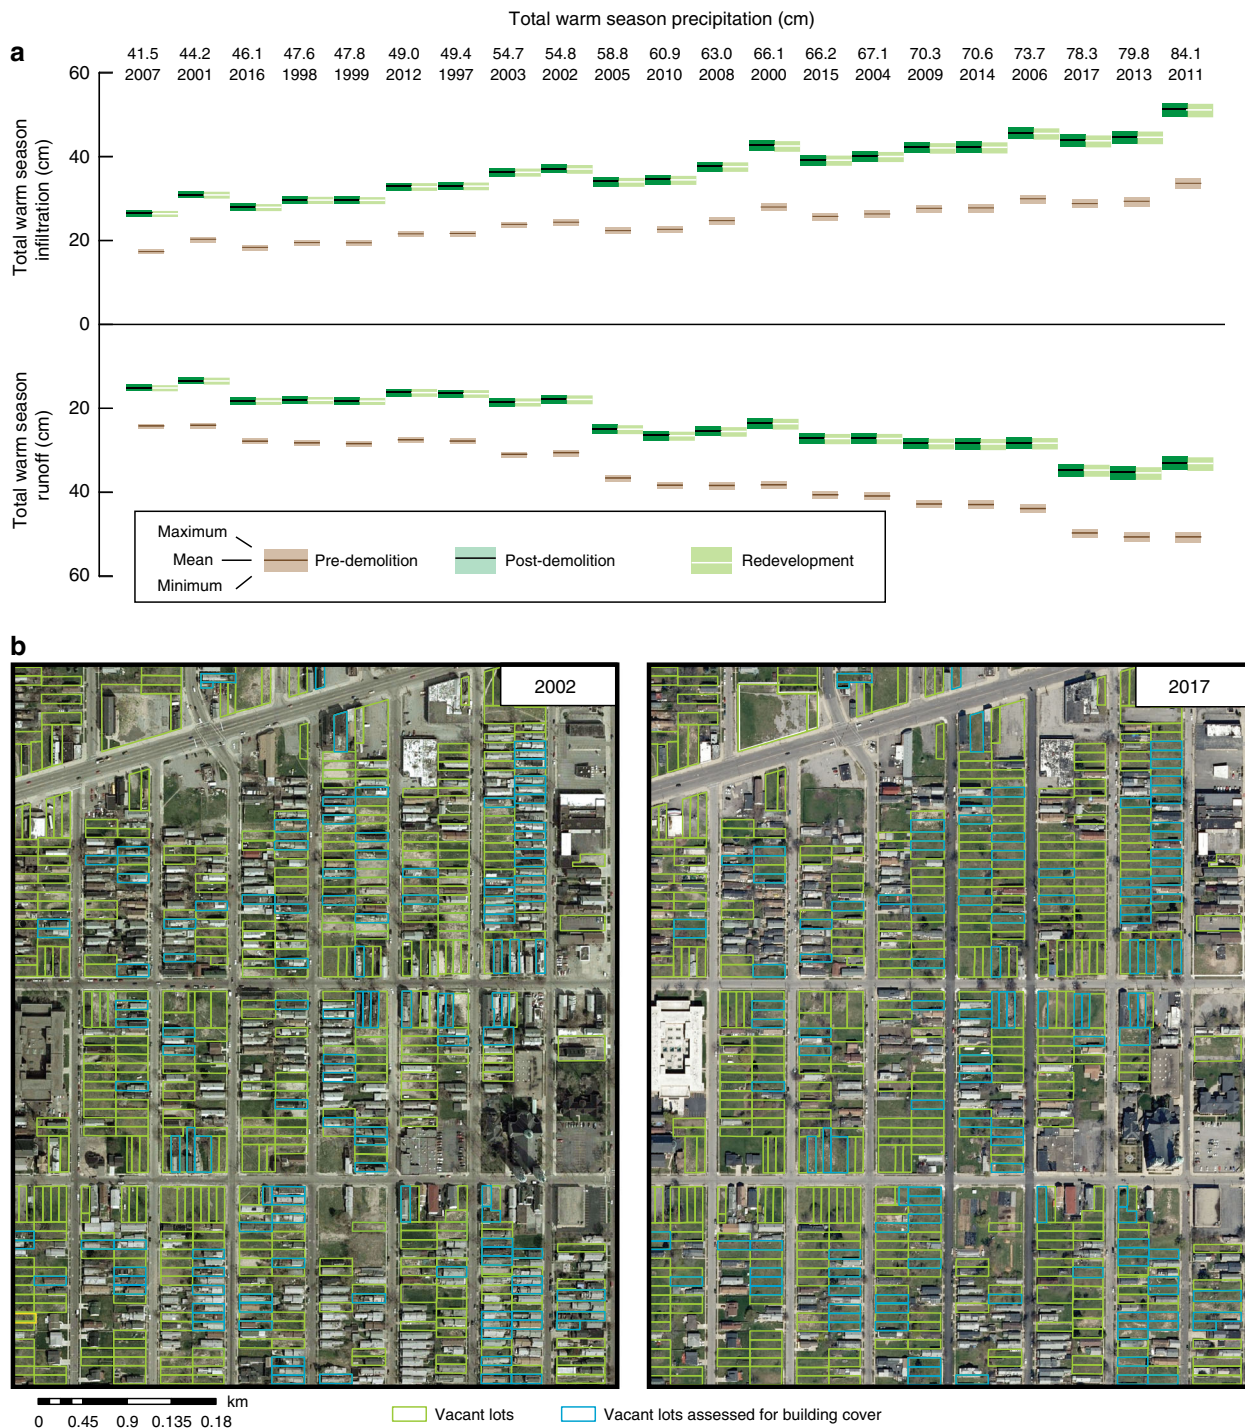 Total warm season precipitation (cm)
a
41.5 44.2 46.1 47.6 47.8 49.0 49.4 54.7 54.8 58.8 60.9 63.0 66.1 66.2 67.1 70.3 70.6 73.7 78.3 79.8 84.1
2007 2001 2016 1998 1999 2012 1997 2003 2002 2005 2010 2008 2000 2015 2004 2009 2014 2006 2017 2013 2011
60
40
20
0
20
40
60
Total warm season
infiltration (cm)
Total warm season
runoff (cm)
Maximum
Mean
Minimum
Pre-demolition
Post-demolition
Redevelopment
b
2002
2017
km
0 0.45 0.9 0.135 0.18
Vacant lots
Vacant lots assessed for building cover